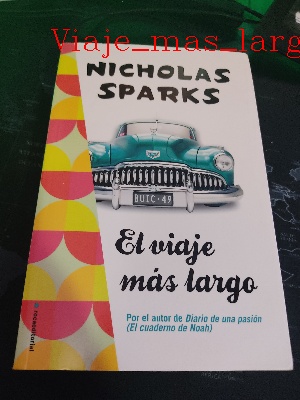 Viaje_mas_larg
NICHOLAS
SPARKS
BUIC·49
El viaje
más largo
Por el autor de Diario de una pasión
(El cuaderno de Noah)
rocaeditorial